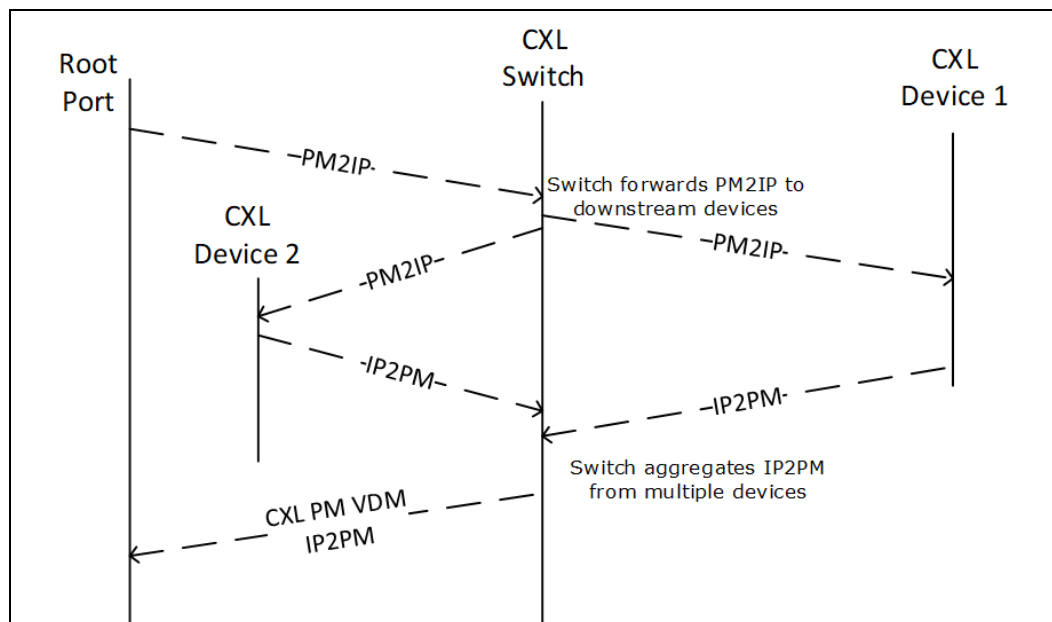 Root
Port
CXL
Switch
CXL
Device 1
PM2IP
Switch forwards PM2IP to
downstream devices
CXL
Device 2
PM2IP
PM2IP
IP2PM
IP2PM
Switch aggregates IP2PM
from multiple devices
CXL PM VDM
IP2PM